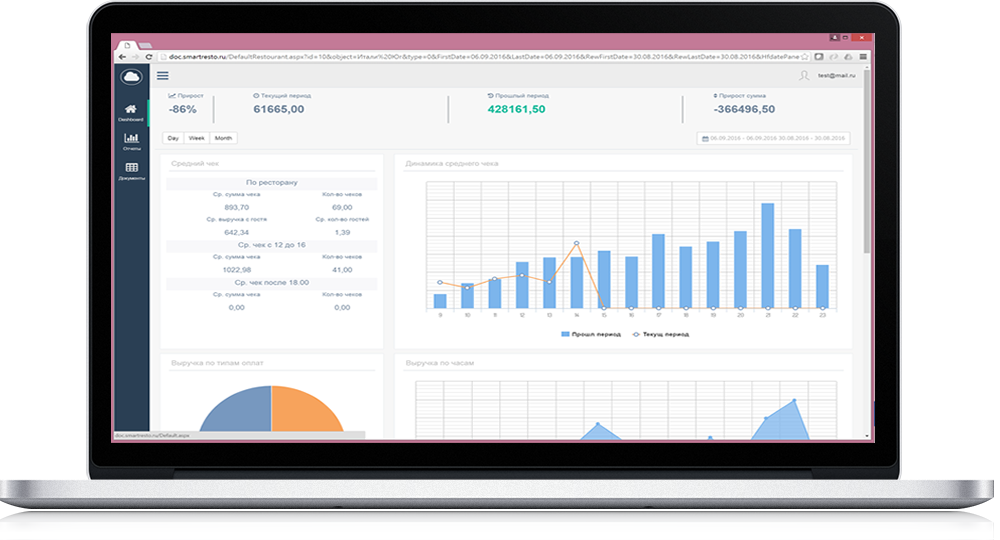 doc.smartresto.ru/DefaultRestourant.aspx?id=10&object=Итали%20Юг&type=0&FirstDate=06.09.2016&LastDate=06.09.2016&RewFirstDate=30.08.2016&RewLastDate=30.08.2016&HfdatePane
test@mail.ru
Прирост
-86%
Текущий период
61665,00
Прошлый период
428161,50
Прирост сумма
-366496,50
Dashboard
Отчеты
Документы
Day Week Month
06.09.2016 - 06.09.2016 30.08.2016 - 30.08.2016
Средний чек
По ресторану
Ср. сумма чека Кол-во чеков
893,70 69,00
Ср. выручка с гостя Ср. кол-во гостей
642,34 1,39
Ср. чек с 12 до 16
Ср. сумма чека Кол-во чеков
1022,98 41,00
Ср. чек после 18.00
Ср. сумма чека Кол-во чеков
0,00 0,00
Динамика среднего чека
9 10 11 12 13 14 15 16 17 18 19 20 21 22 23
Прошл период Текущ период
Выручка по типам оплат
Выручка по часам
doc.smartresto.ru/Default.aspx